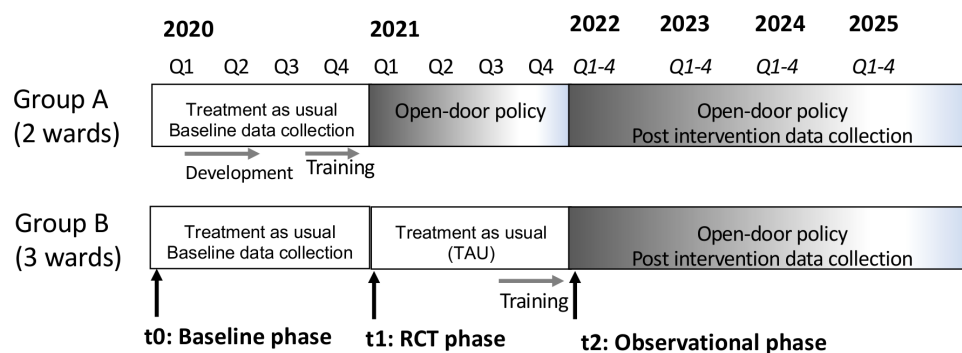 2020 2021 2022 2023 2024 2025
Q1 Q2 Q3 Q4 Q1 Q2 Q3 Q4 Q1-4 Q1-4 Q1-4 Q1-4
Group A
(2 wards)
Treatment as usual
Baseline data collection
Open-door policy
Open-door policy
Post intervention data collection
Development
Training
Group B
(3 wards)
Treatment as usual
Baseline data collection
Treatment as usual
(TAU)
Open-door policy
Post intervention data collection
Training
t0: Baseline phase
t1: RCT phase
t2: Observational phase